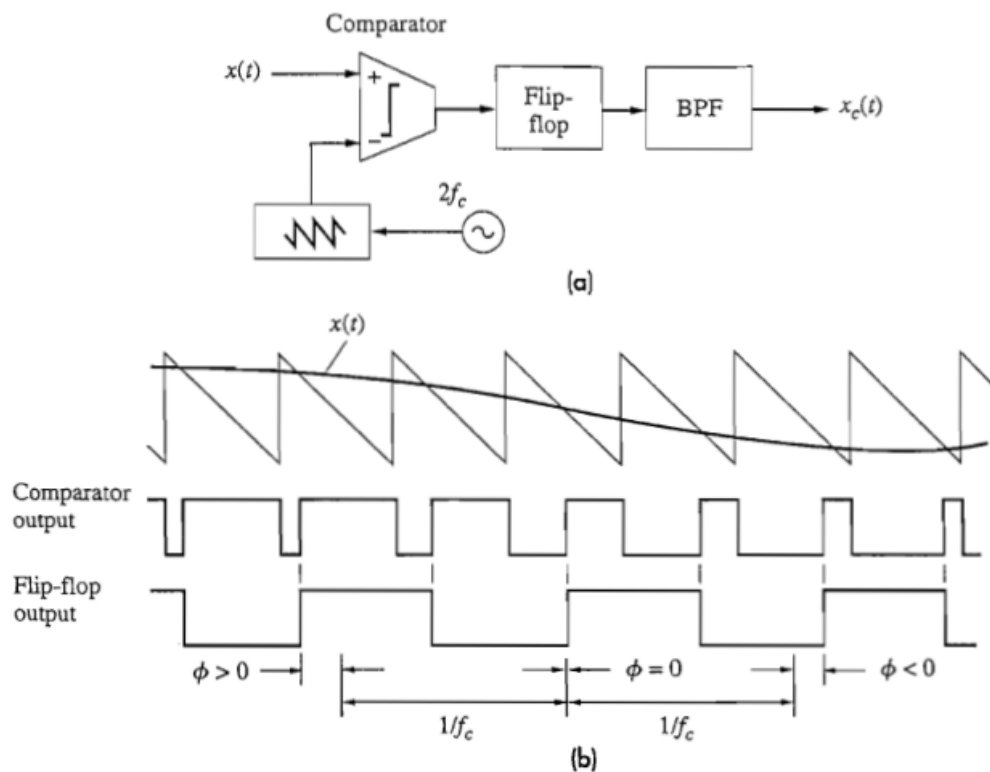 Comparator
x(t)
+
−
Flip-
flop
BPF
x_c(t)
2f_c
(a)
x(t)
Comparator
output
Flip-flop
output
ϕ > 0
ϕ = 0
ϕ < 0
1/f_c
1/f_c
(b)